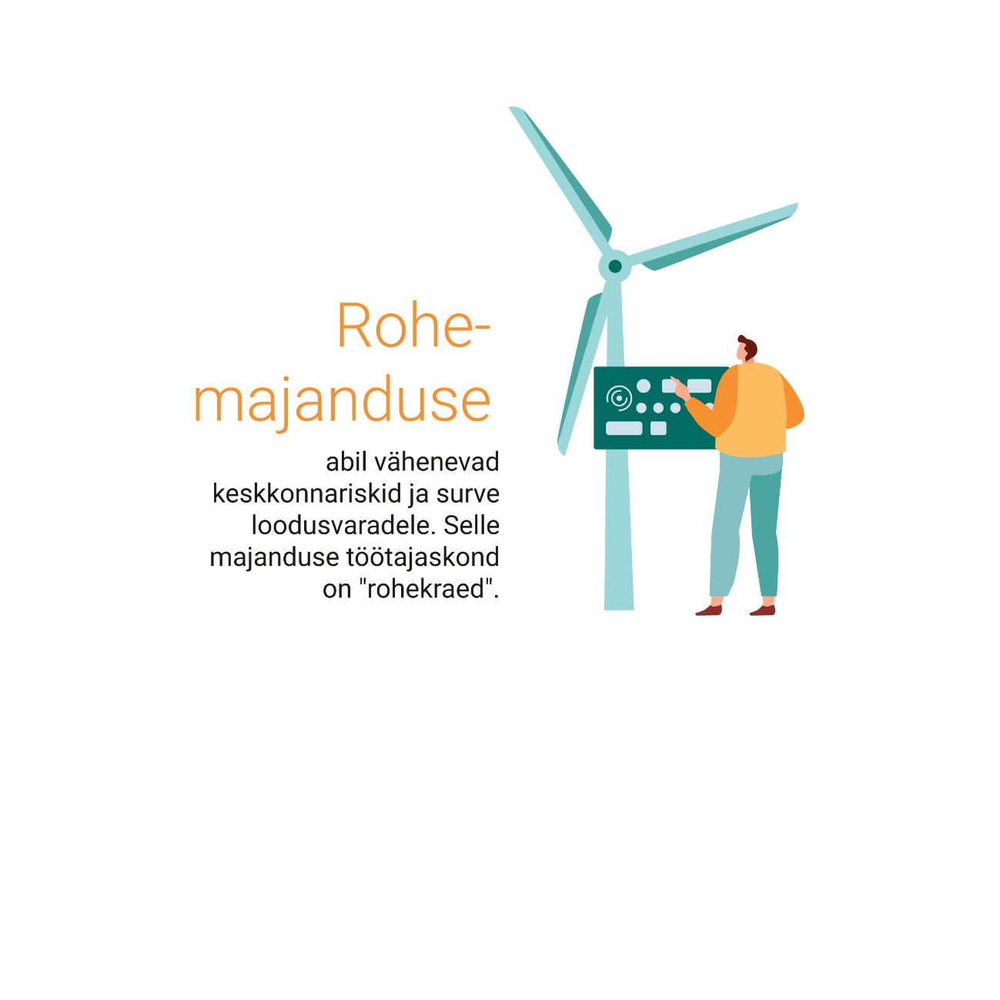 Rohe-
majanduse
abil vähenevad
keskkonnariskid ja surve
loodusvaradele. Selle
majanduse töötajaskond
on "rohekraed".